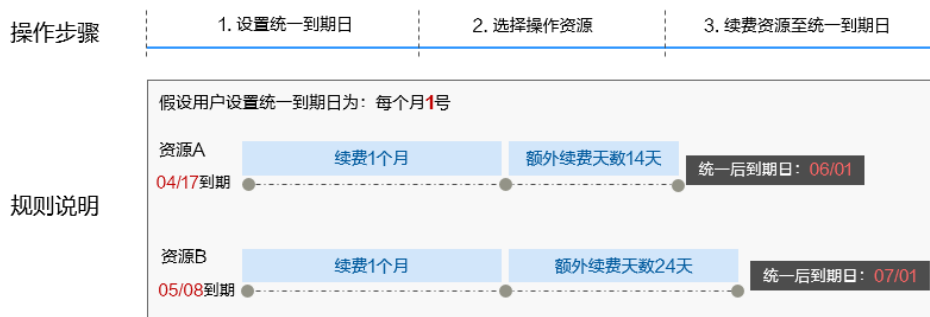 操作步骤
1. 设置统一到期日
2. 选择操作资源
3. 续费资源至统一到期日
规则说明
假设用户设置统一到期日为：每个月1号
资源A
04/17到期
续费1个月
额外续费天数14天
统一后到期日：06/01
资源B
05/08到期
续费1个月
额外续费天数24天
统一后到期日：07/01